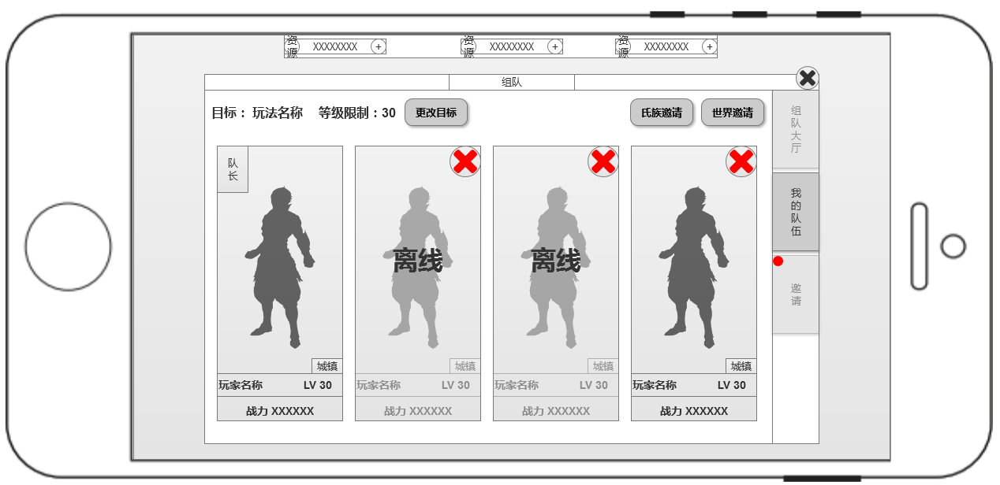 资源 XXXXXXXX +
资源 XXXXXXXX +
资源 XXXXXXXX +
组队
目标： 玩法名称 等级限制：30
更改目标
氏族邀请
世界邀请
组队大厅
我的队伍
邀请
队长
城镇
玩家名称 LV 30
战力 XXXXXX
离线
城镇
玩家名称 LV 30
战力 XXXXXX
离线
城镇
玩家名称 LV 30
战力 XXXXXX
城镇
玩家名称 LV 30
战力 XXXXXX